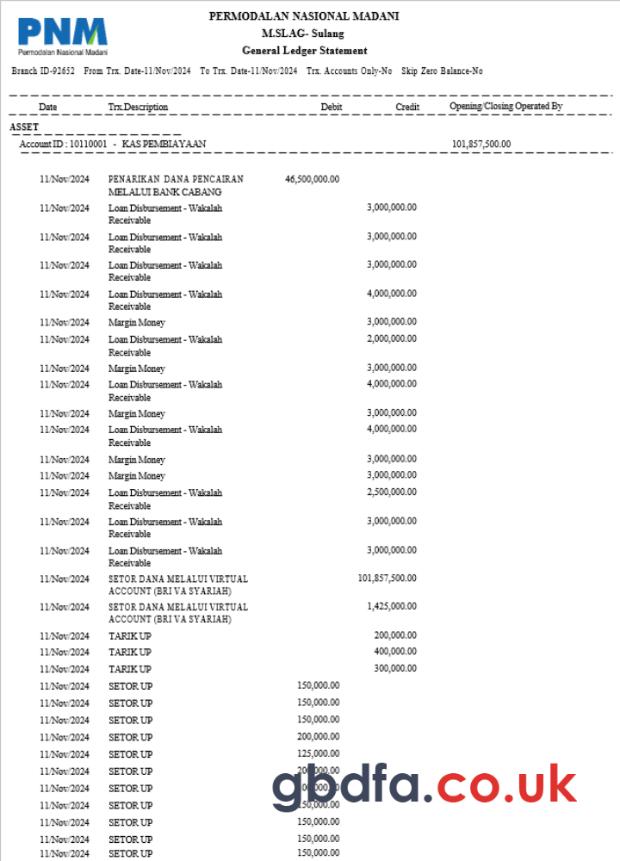 PNM
Permodalan Nasional Madani
PERMODALAN NASIONAL MADANI
M.SLAG- Sulang
General Ledger Statement
Branch ID-92652 From Trx. Date-11/Nov/2024 To Trx. Date-11/Nov/2024 Trx. Accounts Only-No Skip Zero Balance-No
Date Trx.Description Debit Credit Opening/Closing Operated By
ASSET
Account ID : 10110001 - KAS PEMBIAYAAN 101,857,500.00
11/Nov/2024 PENARIKAN DANA PENCAIRAN 46,500,000.00
MELALUI BANK CABANG
11/Nov/2024 Loan Disbursement - Wakalah 3,000,000.00
Receivable
11/Nov/2024 Loan Disbursement - Wakalah 3,000,000.00
Receivable
11/Nov/2024 Loan Disbursement - Wakalah 3,000,000.00
Receivable
11/Nov/2024 Loan Disbursement - Wakalah 4,000,000.00
Receivable
11/Nov/2024 Margin Money 3,000,000.00
11/Nov/2024 Loan Disbursement - Wakalah 2,000,000.00
Receivable
11/Nov/2024 Margin Money 3,000,000.00
11/Nov/2024 Loan Disbursement - Wakalah 4,000,000.00
Receivable
11/Nov/2024 Margin Money 3,000,000.00
11/Nov/2024 Loan Disbursement - Wakalah 4,000,000.00
Receivable
11/Nov/2024 Margin Money 3,000,000.00
11/Nov/2024 Margin Money 3,000,000.00
11/Nov/2024 Loan Disbursement - Wakalah 2,500,000.00
Receivable
11/Nov/2024 Loan Disbursement - Wakalah 3,000,000.00
Receivable
11/Nov/2024 Loan Disbursement - Wakalah 3,000,000.00
Receivable
11/Nov/2024 SETOR DANA MELALUI VIRTUAL 101,857,500.00
ACCOUNT (BRI VA SYARIAH)
11/Nov/2024 SETOR DANA MELALUI VIRTUAL 1,425,000.00
ACCOUNT (BRI VA SYARIAH)
11/Nov/2024 TARIK UP 200,000.00
11/Nov/2024 TARIK UP 400,000.00
11/Nov/2024 TARIK UP 300,000.00
11/Nov/2024 SETOR UP 150,000.00
11/Nov/2024 SETOR UP 150,000.00
11/Nov/2024 SETOR UP 150,000.00
11/Nov/2024 SETOR UP 200,000.00
11/Nov/2024 SETOR UP 125,000.00
11/Nov/2024 SETOR UP
11/Nov/2024 SETOR UP
gbdfa.co.uk
11/Nov/2024 SETOR UP
11/Nov/2024 SETOR UP 150,000.00
11/Nov/2024 SETOR UP 150,000.00
11/Nov/2024 SETOR UP 150,000.00